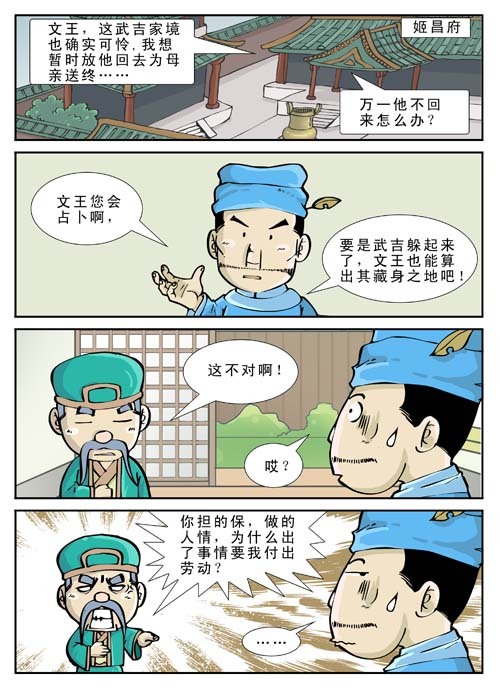 姬昌府
文王，这武吉家境
也确实可怜，我想
暂时放他回去为母
亲送终……
万一他不回
来怎么办？
文王您会
占卜啊，
要是武吉躲起来
了，文王也能算
出其藏身之地吧！
这不对啊！
哎？
你担的保，做的
人情，为什么出
了事情要我付出
劳动？
……